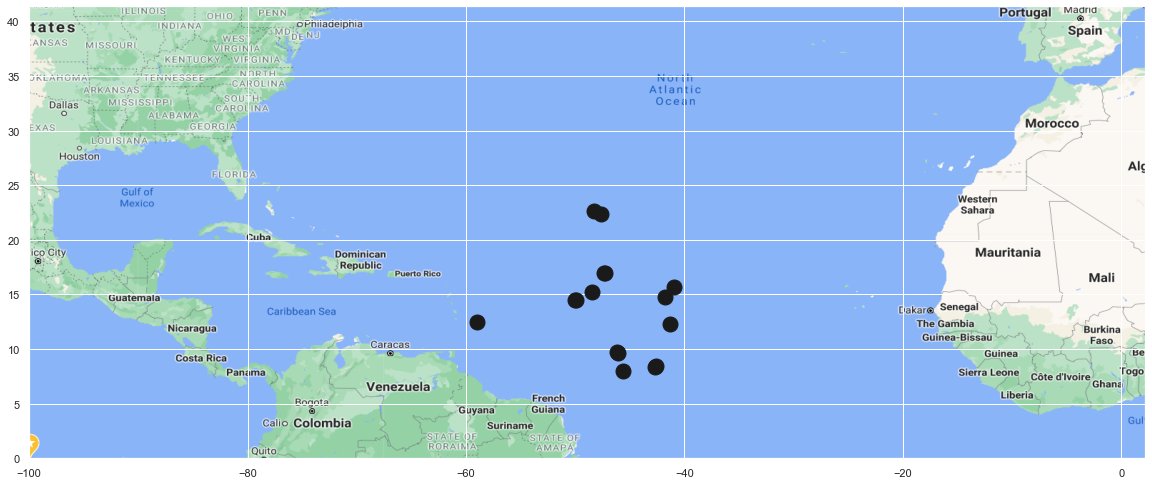 ILLINOIS
OHIO
PENN
Philadelphia
Madrid
Portugal
Spain
40
tates
INDIANA
MD
DE
NJ
KANSAS
MISSOURI
WEST
VIRGINIA
KENTUCKY
VIRGINIA
35
OKLAHOMA
TENNESSEE
NORTH
CAROLINA
North
Atlantic
Ocean
ARKANSAS
MISSISSIPPI
SOUTH
CAROLINA
Dallas
ALABAMA
GEORGIA
Morocco
30
EXAS
LOUISIANA
Houston
Alg
25
FLORIDA
Gulf of
Mexico
Western
Sahara
20
Cuba
ico City
Dominican
Republic
Puerto Rico
Mauritania
Mali
15
Guatemala
Caribbean Sea
Dakar
Senegal
The Gambia
Nicaragua
Guinea-Bissau
Burkina
Faso
10
Costa Rica
Caracas
Guinea
Be
Panama
Venezuela
Sierra Leone
Côte d'Ivoire
Togo
Ghana
Liberia
5
Bogota
Guyana
French
Guiana
Cali
Colombia
Suriname
Gulf
STATE OF
RORAIMA
STATE OF
AMAPA
Quito
0
−100
−80
−60
−40
−20
0